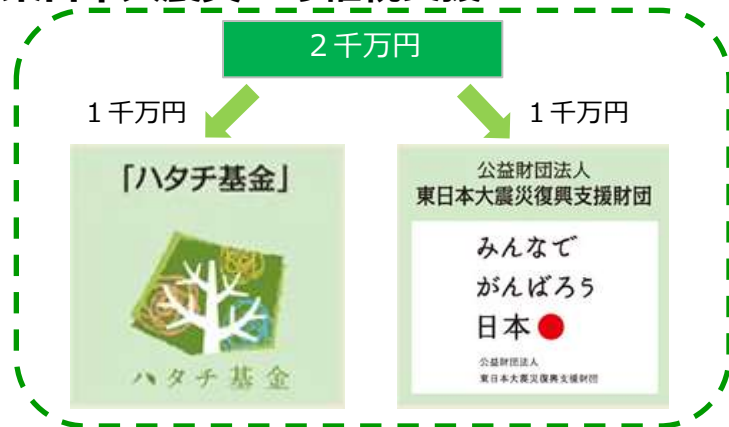 2千万円
1千万円
1千万円
「ハタチ基金」
ハタチ基金
公益財団法人
東日本大震災復興支援財団
みんなで
がんばろう
日本
公益財団法人
東日本大震災復興支援財団